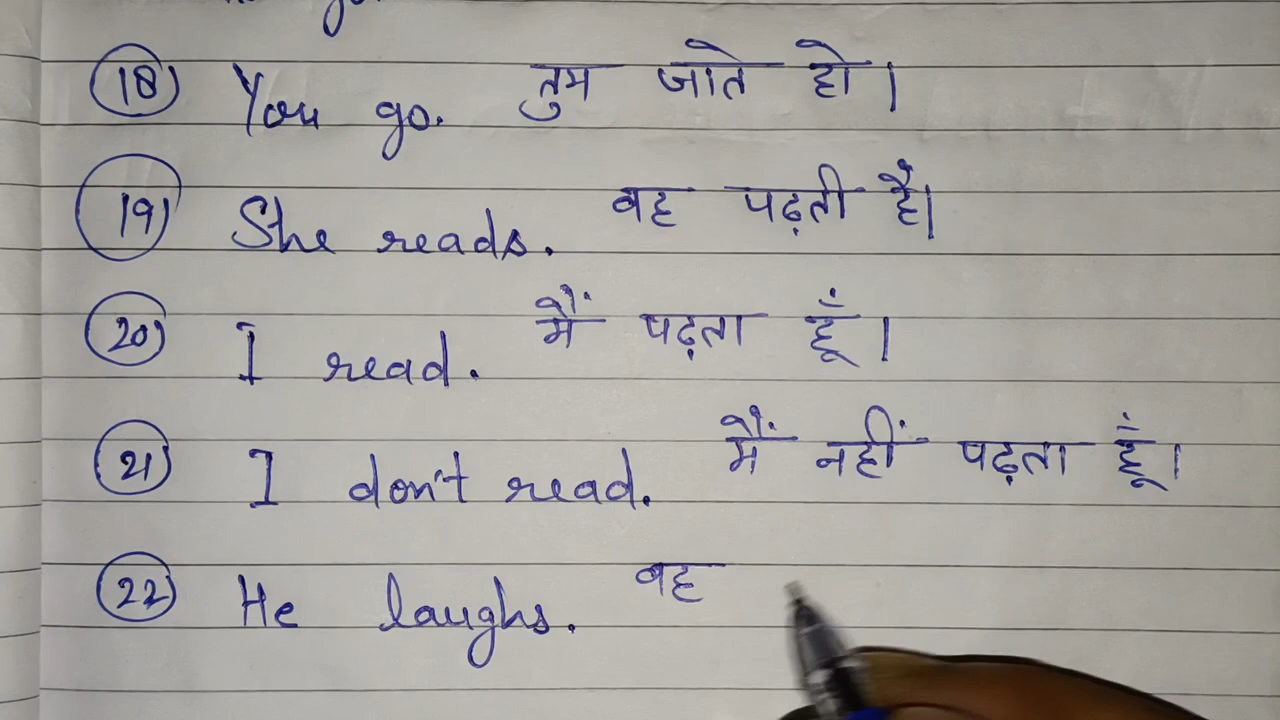 18) You go. तुम जाते हो।
19) She reads. वह पढ़ती है।
20) I read. मैं पढ़ता हूँ।
21) I don't read. मैं नहीं पढ़ता हूँ।
22) He laughs. वह